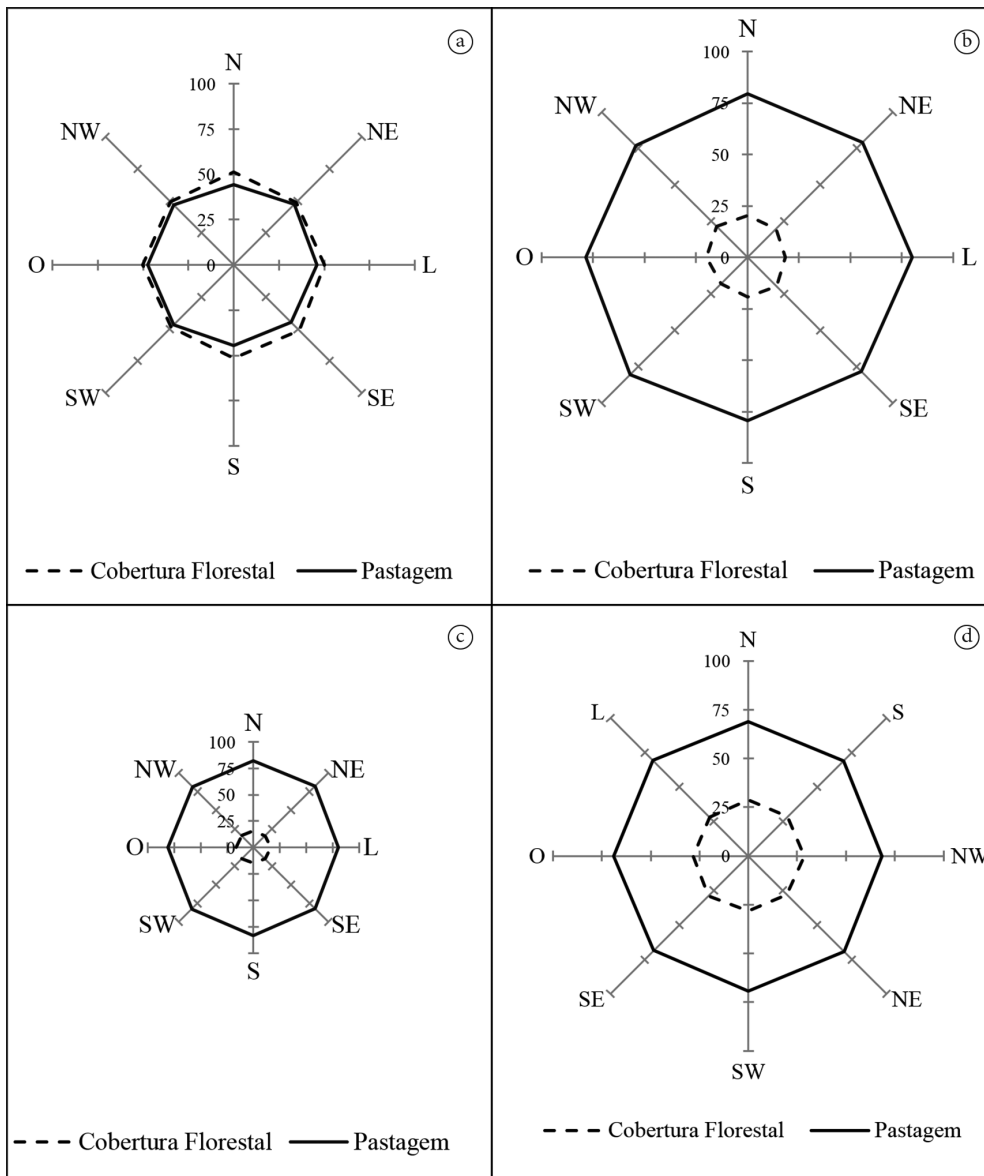 ⓐ
N
100
75
50
25
0
NW
NE
O
L
SW
SE
S
Cobertura Florestal
Pastagem
ⓑ
N
100
75
50
25
0
NW
NE
O
L
SW
SE
S
Cobertura Florestal
Pastagem
ⓒ
N
100
75
50
25
0
NW
NE
O
L
SW
SE
S
Cobertura Florestal
Pastagem
ⓓ
N
100
75
50
25
0
L
S
O
NW
SE
NE
SW
Cobertura Florestal
Pastagem